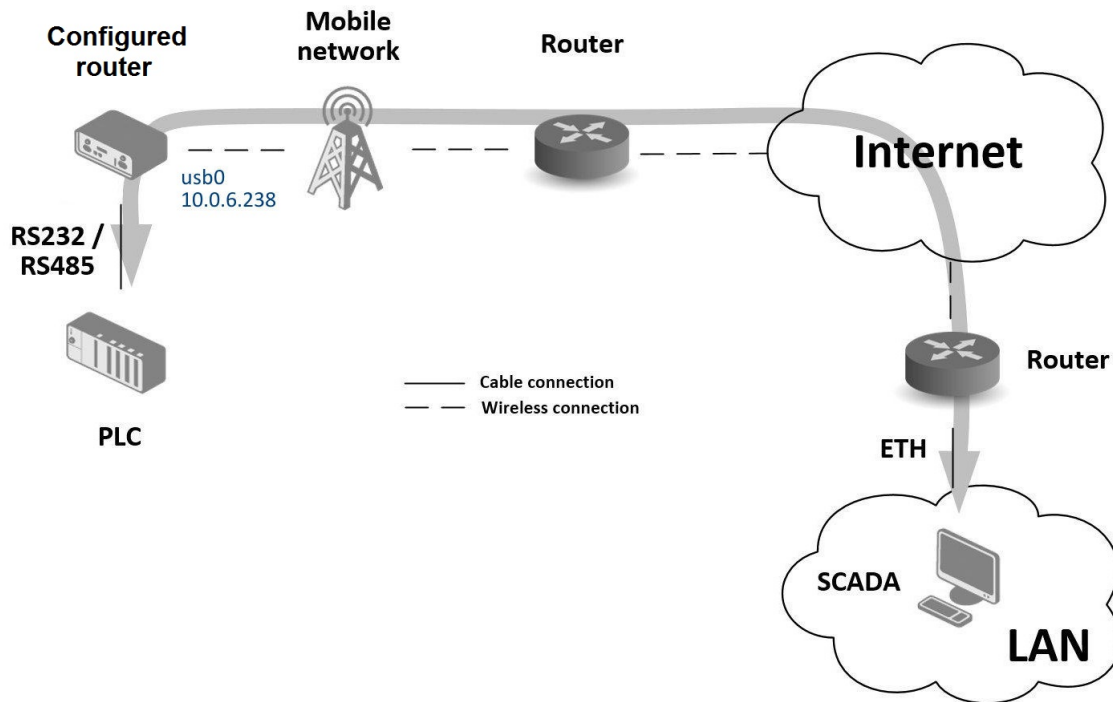 Configured
router
Mobile
network
Router
Internet
usb0
10.0.6.238
RS232 /
RS485
PLC
Cable connection
Wireless connection
Router
ETH
SCADA
LAN